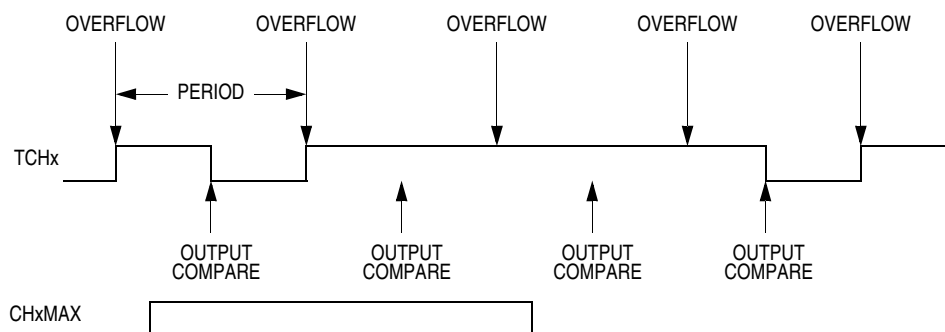 OVERFLOW OVERFLOW OVERFLOW OVERFLOW OVERFLOW
PERIOD
TCHx
OUTPUT OUTPUT OUTPUT OUTPUT
COMPARE COMPARE COMPARE COMPARE
CHxMAX